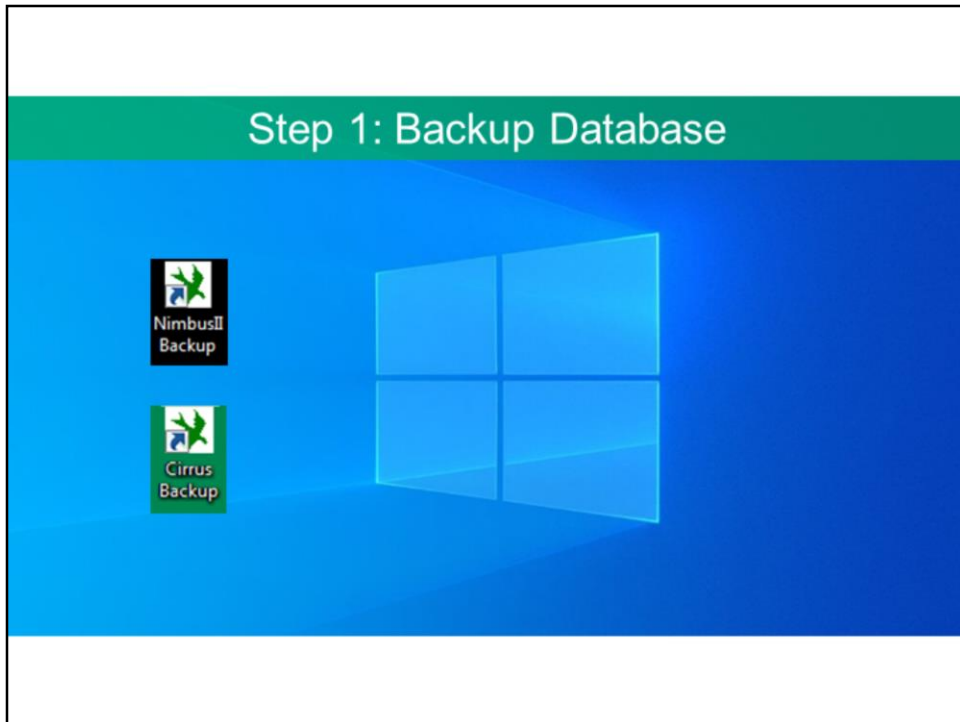 Step 1: Backup Database
NimbusII
Backup
Cirrus
Backup